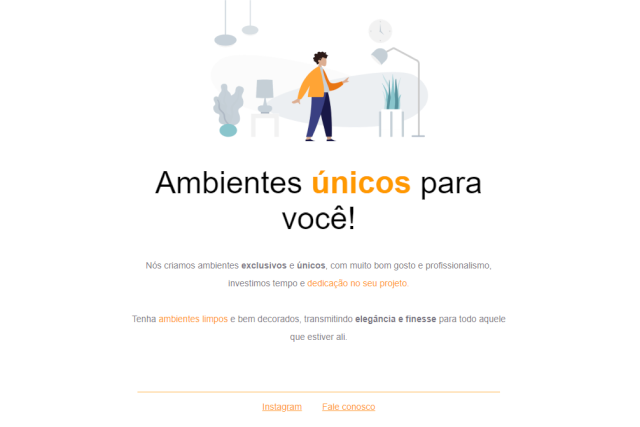 Ambientes únicos para
você!
Nós criamos ambientes exclusivos e únicos, com muito bom gosto e profissionalismo,
investimos tempo e dedicação no seu projeto.
Tenha ambientes limpos e bem decorados, transmitindo elegância e finesse para todo aquele
que estiver ali.
Instagram Fale conosco